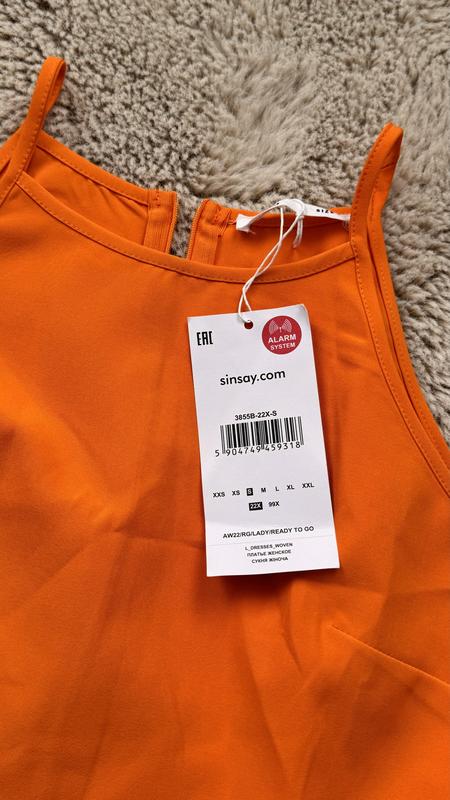 SIZE
EAC
ALARM
SYSTEM
sinsay.com
3855B-22X-S
5 904749 459318
XXS XS S M L XL XXL
22X 99X
AW22/RG/LADY/READY TO GO
L_DRESSES_WOVEN
ПЛАТЬЕ ЖЕНСКОЕ
СУКНЯ ЖІНОЧА